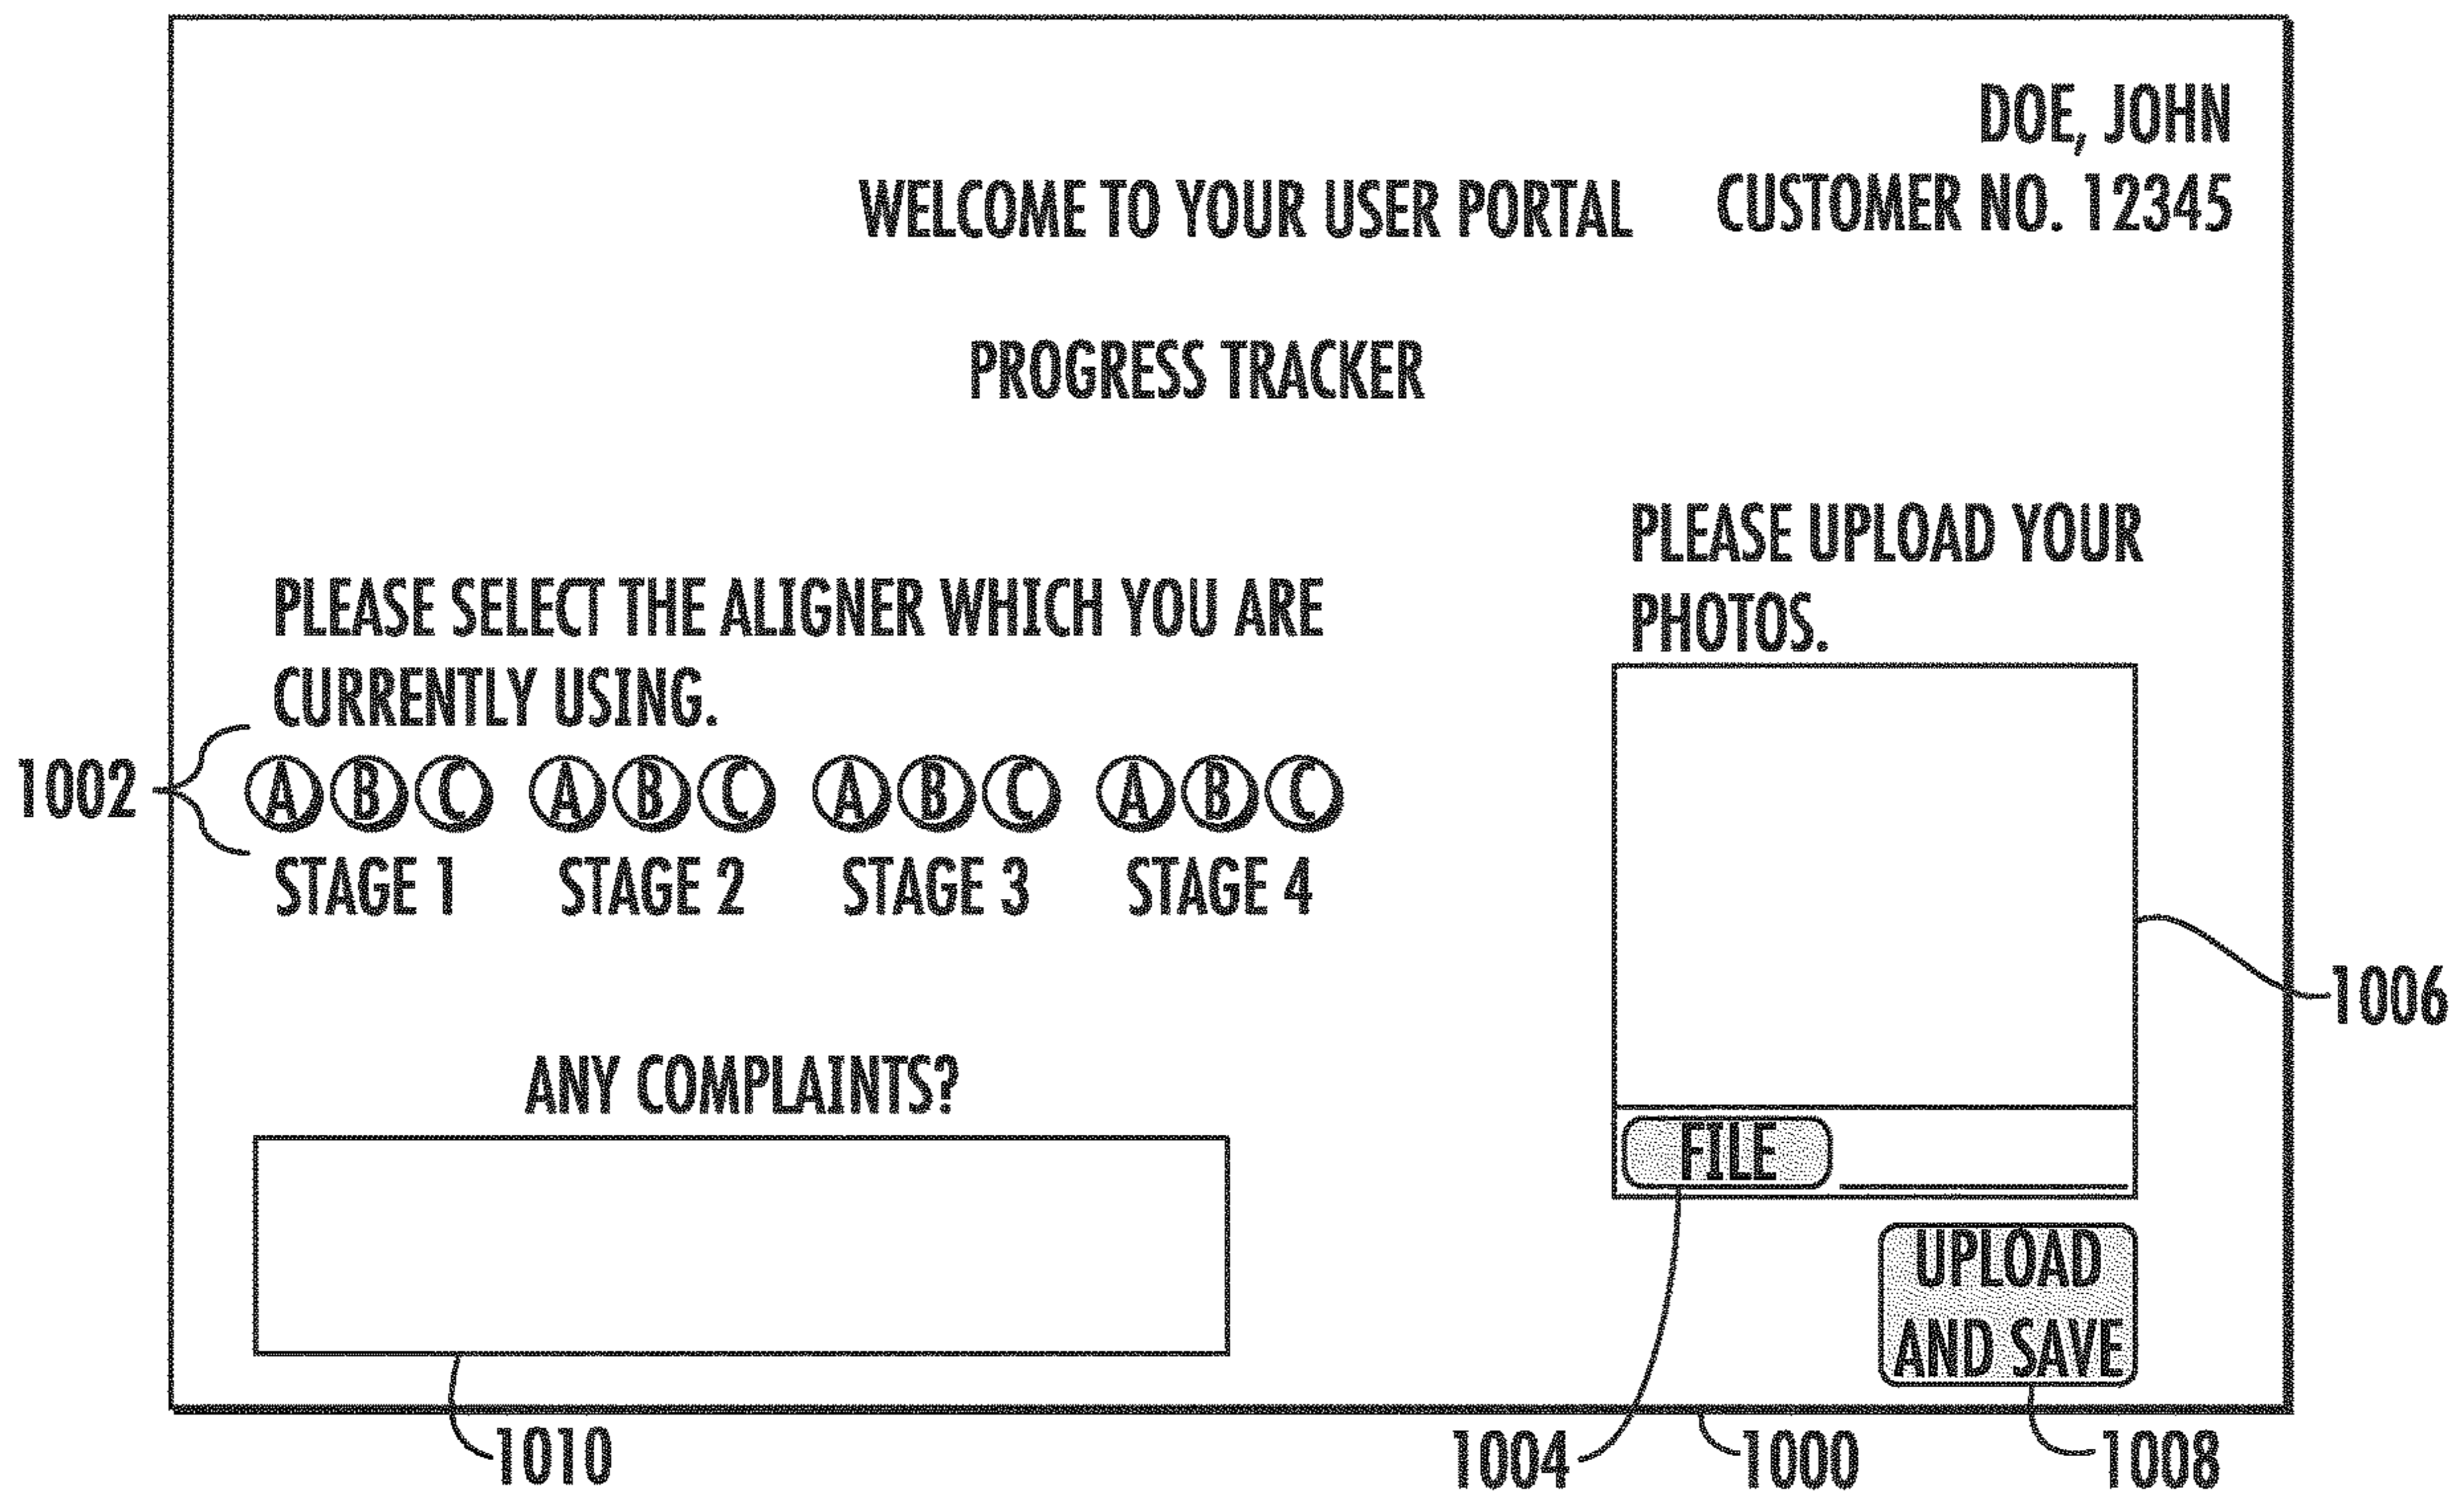 DOE, JOHN
WELCOME TO YOUR USER PORTAL
CUSTOMER NO. 12345
PROGRESS TRACKER
PLEASE SELECT THE ALIGNER WHICH YOU ARE
CURRENTLY USING.
1002
A B C A B C A B C A B C
STAGE 1 STAGE 2 STAGE 3 STAGE 4
PLEASE UPLOAD YOUR
PHOTOS.
1006
FILE
ANY COMPLAINTS?
UPLOAD
AND SAVE
1010
1004
1000
1008